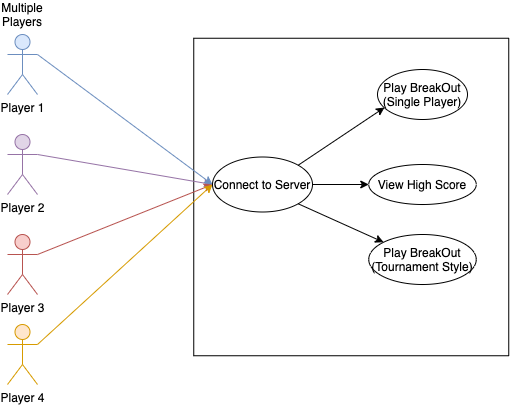 Multiple
Players
Player 1
Player 2
Player 3
Player 4
Connect to Server
Play BreakOut
(Single Player)
View High Score
Play BreakOut
(Tournament Style)